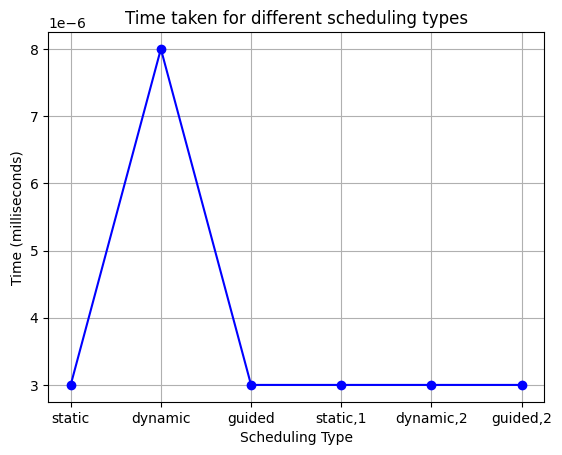 Time taken for different scheduling types
1e−6
8
7
6
5
4
3
Time (milliseconds)
static dynamic guided static,1 dynamic,2 guided,2
Scheduling Type